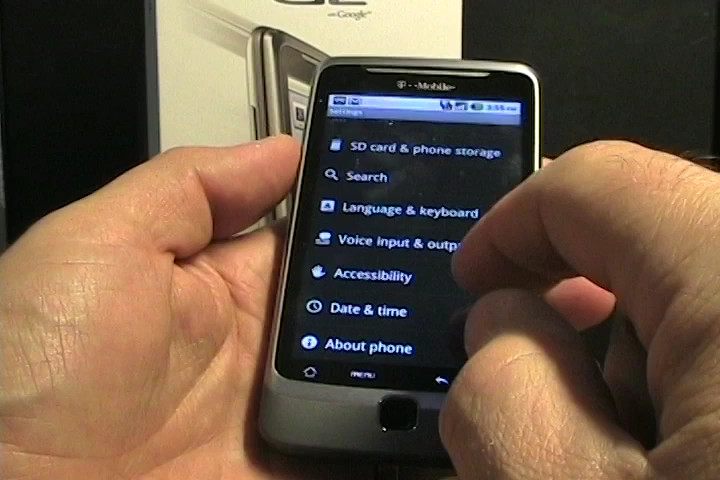 G2
with Google
T··Mobile·
Settings
SD card & phone storage
Search
Language & keyboard
Voice input & outp
Accessibility
Date & time
About phone
MENU